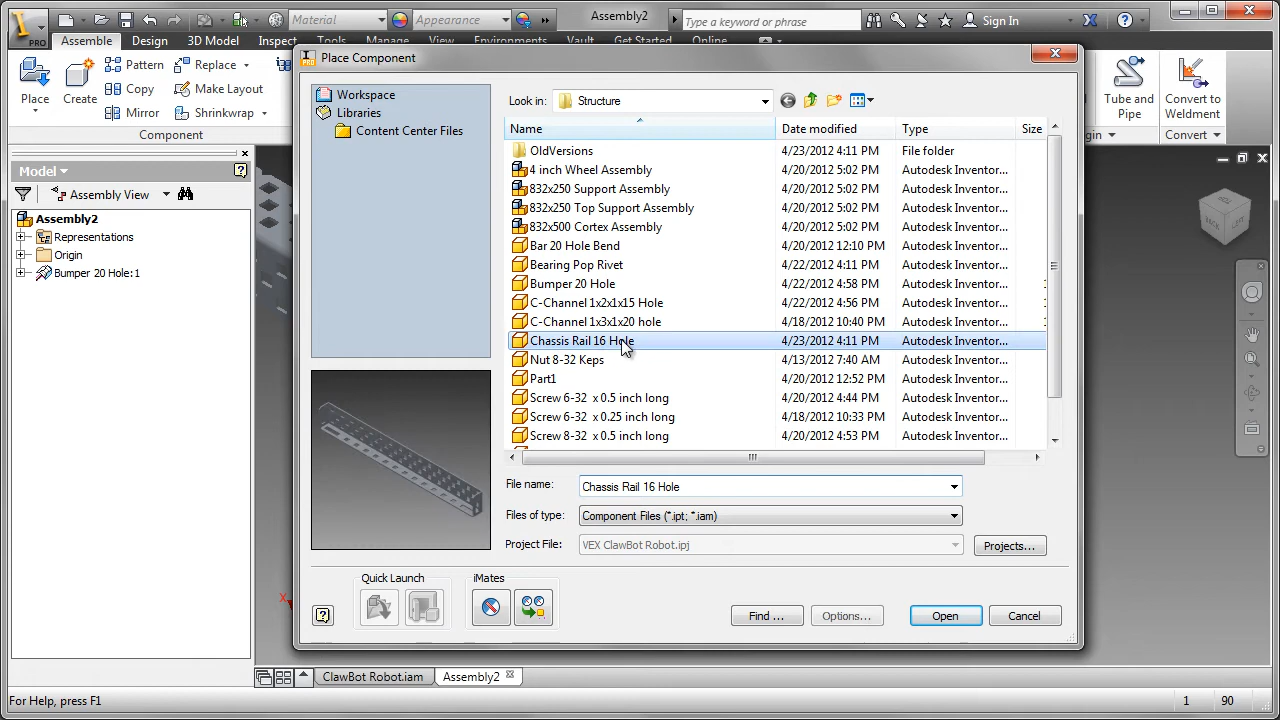 PRO
Material
Appearance
Assembly2
Type a keyword or phrase
Sign In
Assemble
Design
3D Model
Inspect
Tools
Manage
View
Environments
Vault
Get Started
Online
Place
Create
Pattern
Copy
Mirror
Replace
Make Layout
Shrinkwrap
Component
Tube and
Pipe
Convert to
Weldment
Convert
Model
Assembly View
Assembly2
Representations
Origin
Bumper 20 Hole:1
Place Component
Workspace
Libraries
Content Center Files
Look in:
Structure
Name
Date modified
Type
Size
OldVersions 4/23/2012 4:11 PM File folder
4 inch Wheel Assembly 4/20/2012 5:02 PM Autodesk Inventor...
832x250 Support Assembly 4/20/2012 5:02 PM Autodesk Inventor...
832x250 Top Support Assembly 4/20/2012 5:02 PM Autodesk Inventor...
832x500 Cortex Assembly 4/20/2012 5:02 PM Autodesk Inventor...
Bar 20 Hole Bend 4/20/2012 12:10 PM Autodesk Inventor...
Bearing Pop Rivet 4/22/2012 4:11 PM Autodesk Inventor...
Bumper 20 Hole 4/22/2012 4:58 PM Autodesk Inventor...
C-Channel 1x2x1x15 Hole 4/22/2012 4:56 PM Autodesk Inventor...
C-Channel 1x3x1x20 hole 4/18/2012 10:40 PM Autodesk Inventor...
Chassis Rail 16 Hole 4/23/2012 4:11 PM Autodesk Inventor...
Nut 8-32 Keps 4/13/2012 7:40 AM Autodesk Inventor...
Part1 4/20/2012 12:52 PM Autodesk Inventor...
Screw 6-32 x 0.5 inch long 4/20/2012 4:44 PM Autodesk Inventor...
Screw 6-32 x 0.25 inch long 4/18/2012 10:33 PM Autodesk Inventor...
Screw 8-32 x 0.5 inch long 4/20/2012 4:53 PM Autodesk Inventor...
File name: Chassis Rail 16 Hole
Files of type: Component Files (*.ipt; *.iam)
Project File: VEX ClawBot Robot.ipj
Projects...
Quick Launch
iMates
Find ...
Options...
Open
Cancel
BACK
LEFT
X
ClawBot Robot.iam
Assembly2
For Help, press F1
1
90